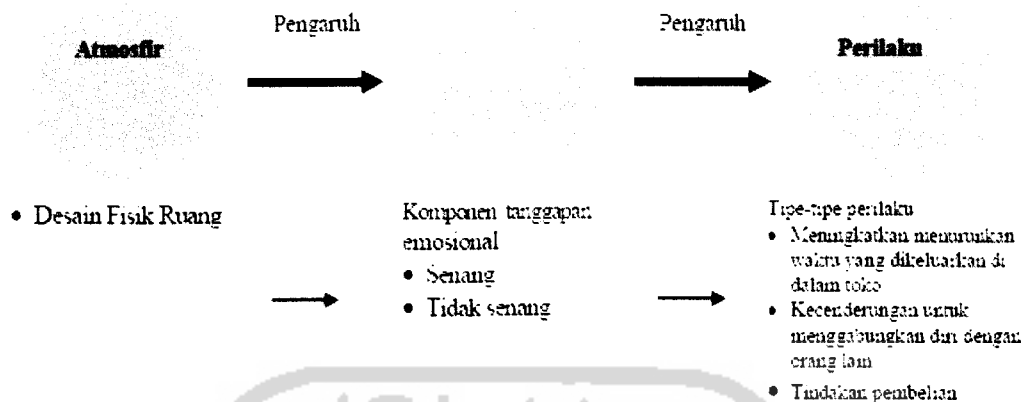 Atmosfir
Pengaruh
Pengaruh
Perilaku
• Desain Fisik Ruang
Komponen tanggapan
emosional
• Senang
• Tidak senang
Tipe-tipe perilaku
• Meningkatkan menurunkan
waktu yang dikeluarkan di
dalam toko
• Kecenderungan untuk
menggabungkan diri dengan
orang lain
• Tindakan pembelian